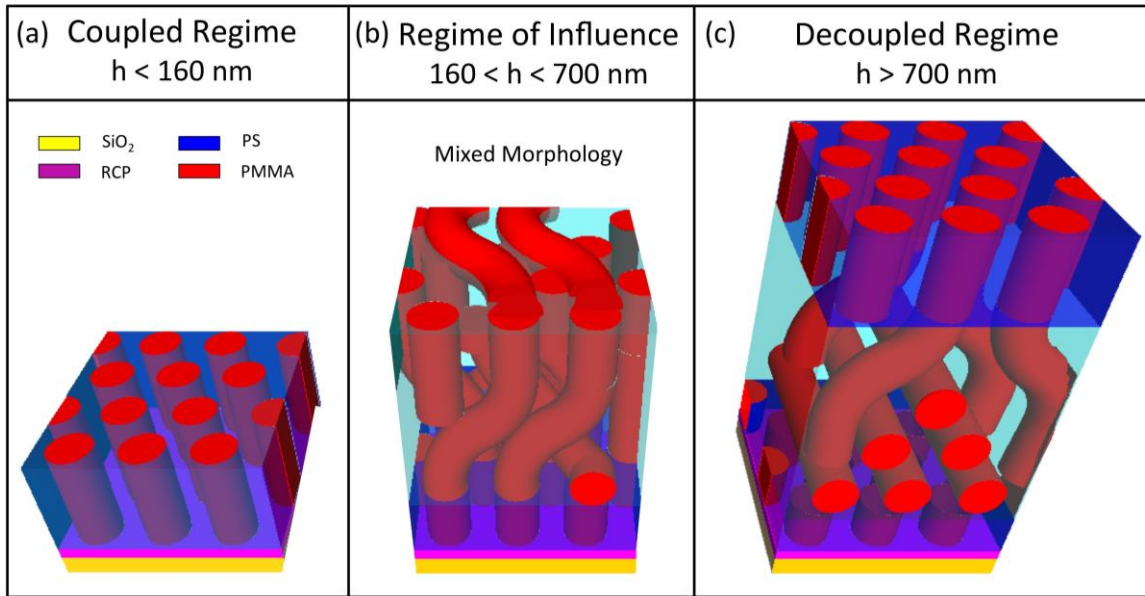 (a) Coupled Regime
h < 160 nm
(b) Regime of Influence
160 < h < 700 nm
(c) Decoupled Regime
h > 700 nm
SiO₂
PS
RCP
PMMA
Mixed Morphology